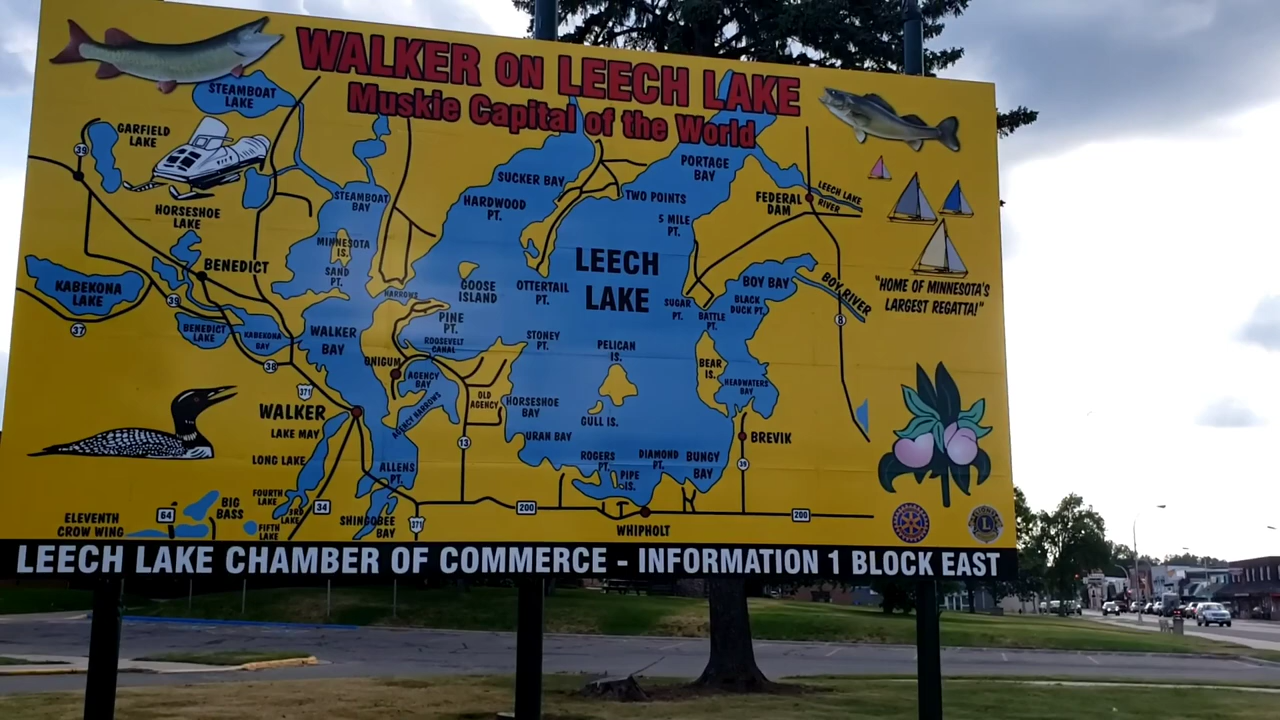 WALKER ON LEECH LAKE
Muskie Capital of the World
STEAMBOAT
LAKE
GARFIELD
LAKE
39
HORSESHOE
LAKE
STEAMBOAT
BAY
SUCKER BAY
HARDWOOD
PT.
PORTAGE
BAY
TWO POINTS
5 MILE
PT.
FEDERAL
DAM
LEECH LAKE
RIVER
MINNESOTA
IS.
SAND
PT.
BENEDICT
KABEKONA
LAKE
37
39
BENEDICT
LAKE
KABEKONA
BAY
38
NARROWS
GOOSE
ISLAND
OTTERTAIL
PT.
LEECH
LAKE
SUGAR
PT.
BOY BAY
BLACK
DUCK PT.
BATTLE
PT.
BOY RIVER
8
"HOME OF MINNESOTA'S
LARGEST REGATTA!"
WALKER
BAY
PINE
PT.
ROOSEVELT
CANAL
STONEY
PT.
PELICAN
IS.
BEAR
IS.
HEADWATERS
BAY
ONIGUM
AGENCY
BAY
AGENCY NARROWS
OLD
AGENCY
371
WALKER
LAKE MAY
LONG LAKE
HORSESHOE
BAY
GULL IS.
URAN BAY
13
ROGERS
PT.
PIPE
IS.
DIAMOND
PT.
BUNGY
BAY
BREVIK
39
ALLENS
PT.
FOURTH
LAKE
3RD
LAKE
FIFTH
LAKE
34
SHINGOBEE
BAY
371
200
WHIPHOLT
200
BIG
BASS
64
ELEVENTH
CROW WING
LEECH LAKE CHAMBER OF COMMERCE - INFORMATION 1 BLOCK EAST